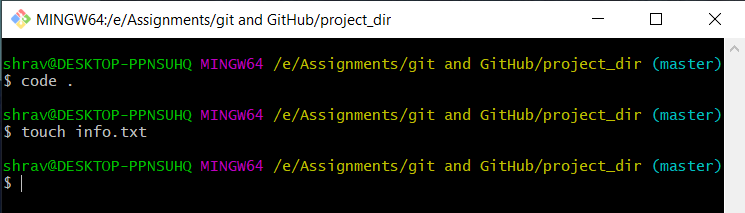 MINGW64:/e/Assignments/git and GitHub/project_dir
shrav@DESKTOP-PPNSUHQ MINGW64 /e/Assignments/git and GitHub/project_dir (master)
$ code .
shrav@DESKTOP-PPNSUHQ MINGW64 /e/Assignments/git and GitHub/project_dir (master)
$ touch info.txt
shrav@DESKTOP-PPNSUHQ MINGW64 /e/Assignments/git and GitHub/project_dir (master)
$